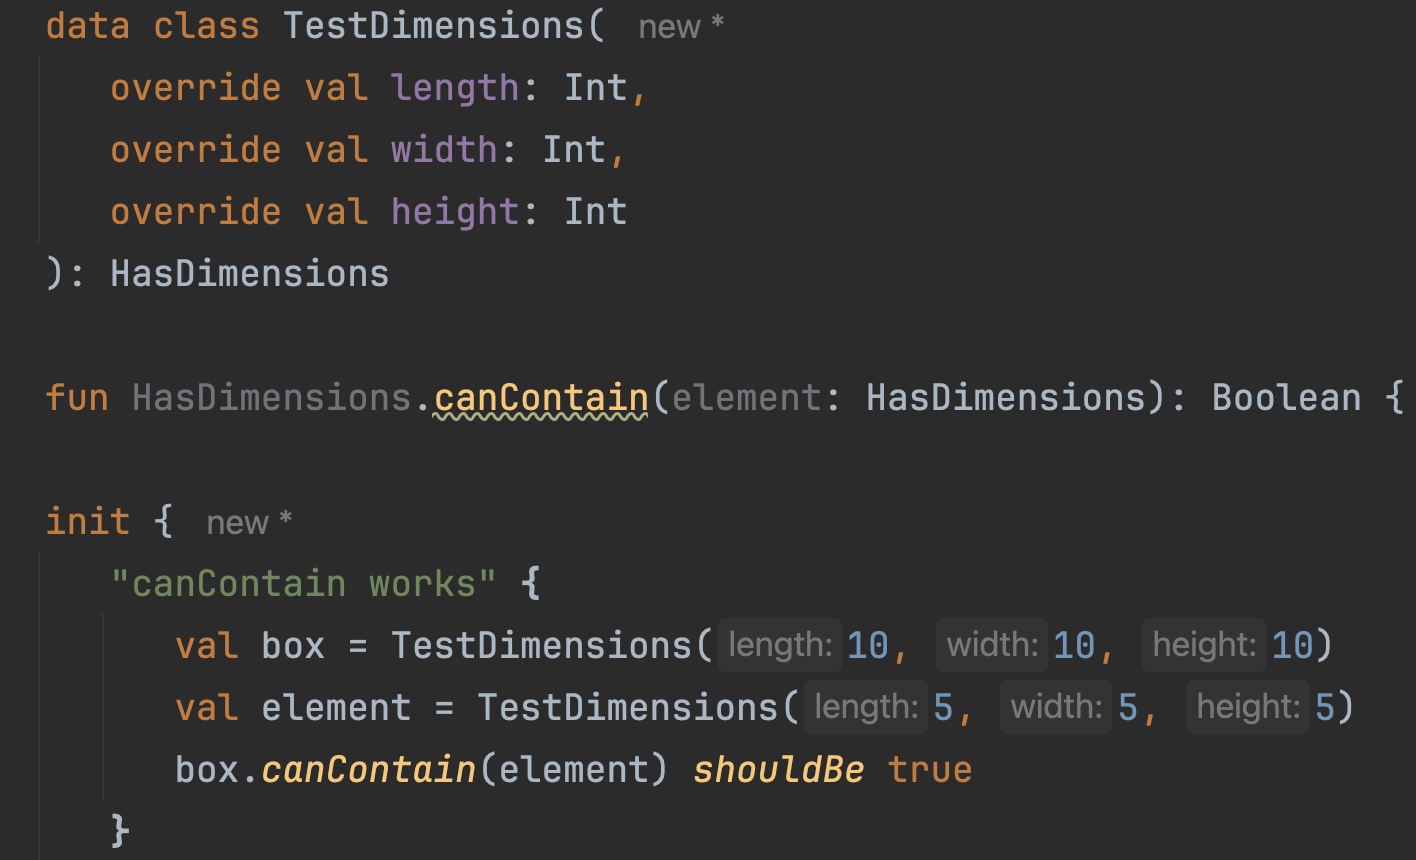 data class TestDimensions( new *
override val length: Int,
override val width: Int,
override val height: Int
): HasDimensions
fun HasDimensions.canContain(element: HasDimensions): Boolean {
init { new *
"canContain works" {
val box = TestDimensions( length: 10, width: 10, height: 10)
val element = TestDimensions( length: 5, width: 5, height: 5)
box.canContain(element) shouldBe true
}